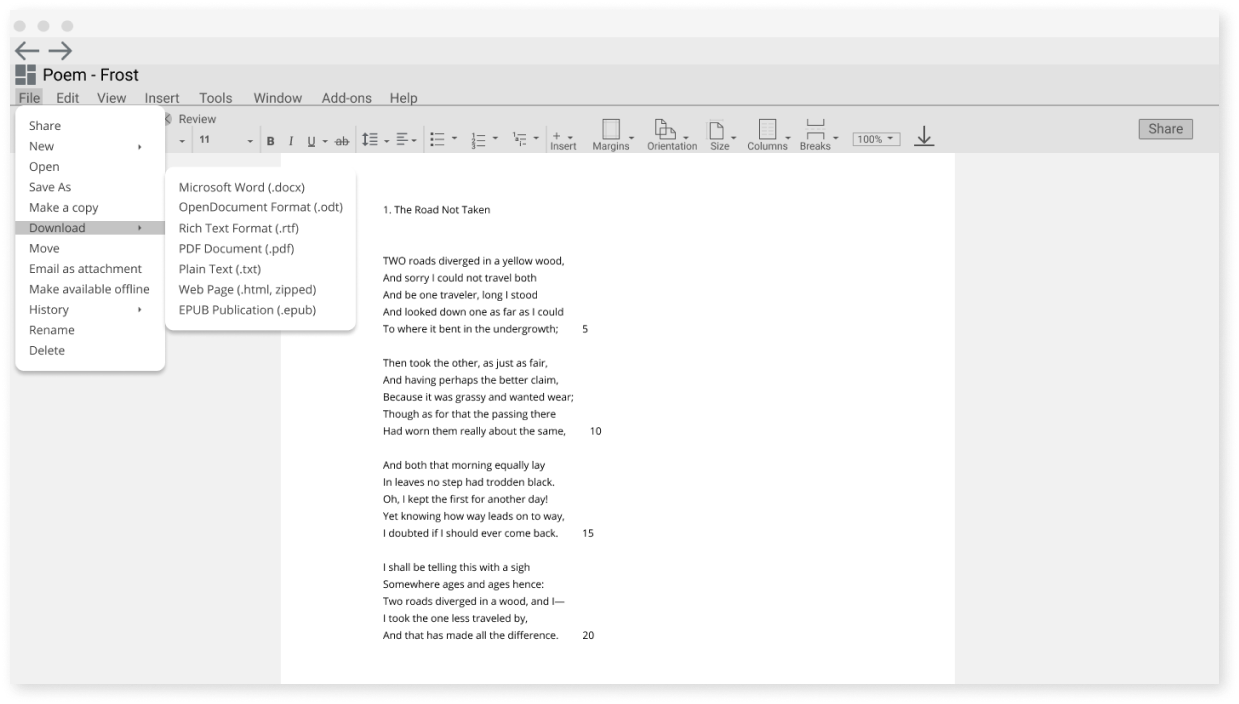 Poem - Frost
File Edit View Insert Tools Window Add-ons Help
Review
11 B I U ab Insert Margins Orientation Size Columns Breaks 100% Share
Share
New
Open
Save As
Make a copy
Download
Move
Email as attachment
Make available offline
History
Rename
Delete
Microsoft Word (.docx)
OpenDocument Format (.odt)
Rich Text Format (.rtf)
PDF Document (.pdf)
Plain Text (.txt)
Web Page (.html, zipped)
EPUB Publication (.epub)
1. The Road Not Taken
TWO roads diverged in a yellow wood,
And sorry I could not travel both
And be one traveler, long I stood
And looked down one as far as I could
To where it bent in the undergrowth; 5
Then took the other, as just as fair,
And having perhaps the better claim,
Because it was grassy and wanted wear;
Though as for that the passing there
Had worn them really about the same, 10
And both that morning equally lay
In leaves no step had trodden black.
Oh, I kept the first for another day!
Yet knowing how way leads on to way,
I doubted if I should ever come back. 15
I shall be telling this with a sigh
Somewhere ages and ages hence:
Two roads diverged in a wood, and I—
I took the one less traveled by,
And that has made all the difference. 20